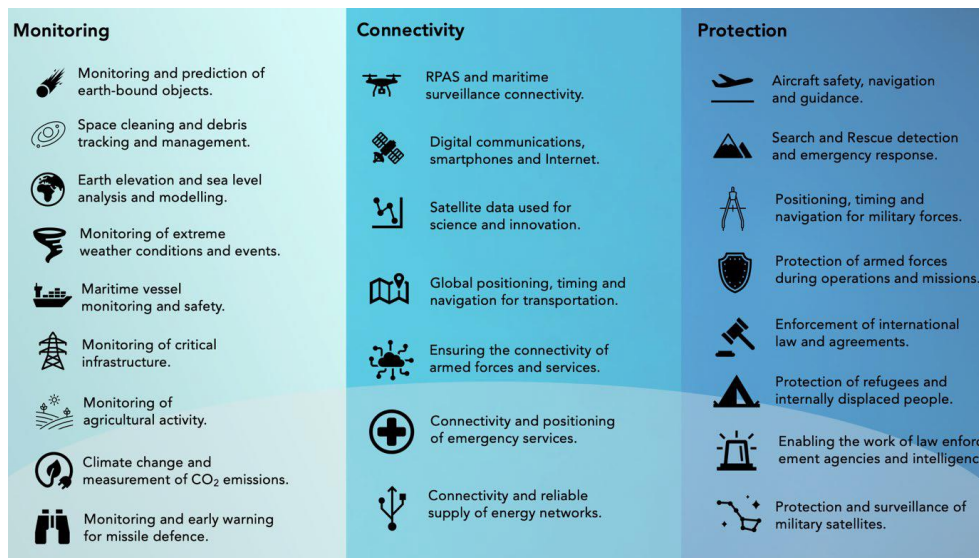 Monitoring
Monitoring and prediction of
earth-bound objects.
Space cleaning and debris
tracking and management.
Earth elevation and sea level
analysis and modelling.
Monitoring of extreme
weather conditions and events.
Maritime vessel
monitoring and safety.
Monitoring of critical
infrastructure.
Monitoring of
agricultural activity.
Climate change and
measurement of CO₂ emissions.
Monitoring and early warning
for missile defence.
Connectivity
RPAS and maritime
surveillance connectivity.
Digital communications,
smartphones and Internet.
Satellite data used for
science and innovation.
Global positioning, timing and
navigation for transportation.
Ensuring the connectivity of
armed forces and services.
Connectivity and positioning
of emergency services.
Connectivity and reliable
supply of energy networks.
Protection
Aircraft safety, navigation
and guidance.
Search and Rescue detection
and emergency response.
Positioning, timing and
navigation for military forces.
Protection of armed forces
during operations and missions.
Enforcement of international
law and agreements.
Protection of refugees and
internally displaced people.
Enabling the work of law enforc
ement agencies and intelligenc
Protection and surveillance of
military satellites.